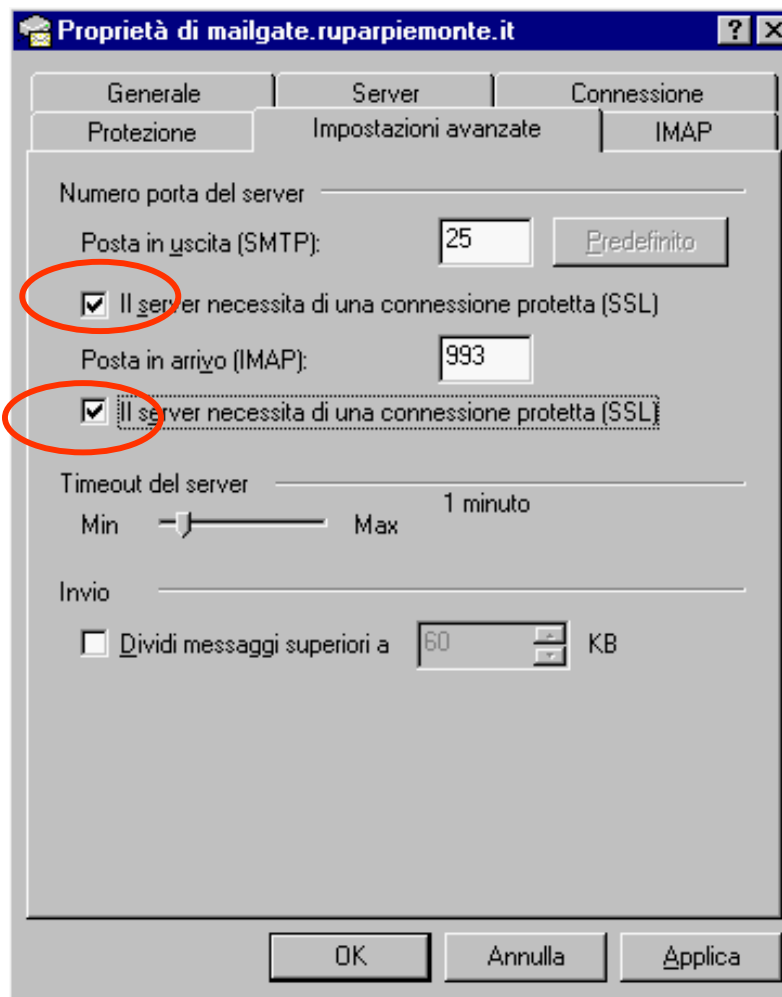 Proprietà di mailgate.ruparpiemonte.it
Generale Server Connessione
Protezione Impostazioni avanzate IMAP
Numero porta del server
Posta in uscita (SMTP): 25 Predefinito
Il server necessita di una connessione protetta (SSL)
Posta in arrivo (IMAP): 993
Il server necessita di una connessione protetta (SSL)
Timeout del server
Min Max 1 minuto
Invio
Dividi messaggi superiori a 60 KB
OK Annulla Applica